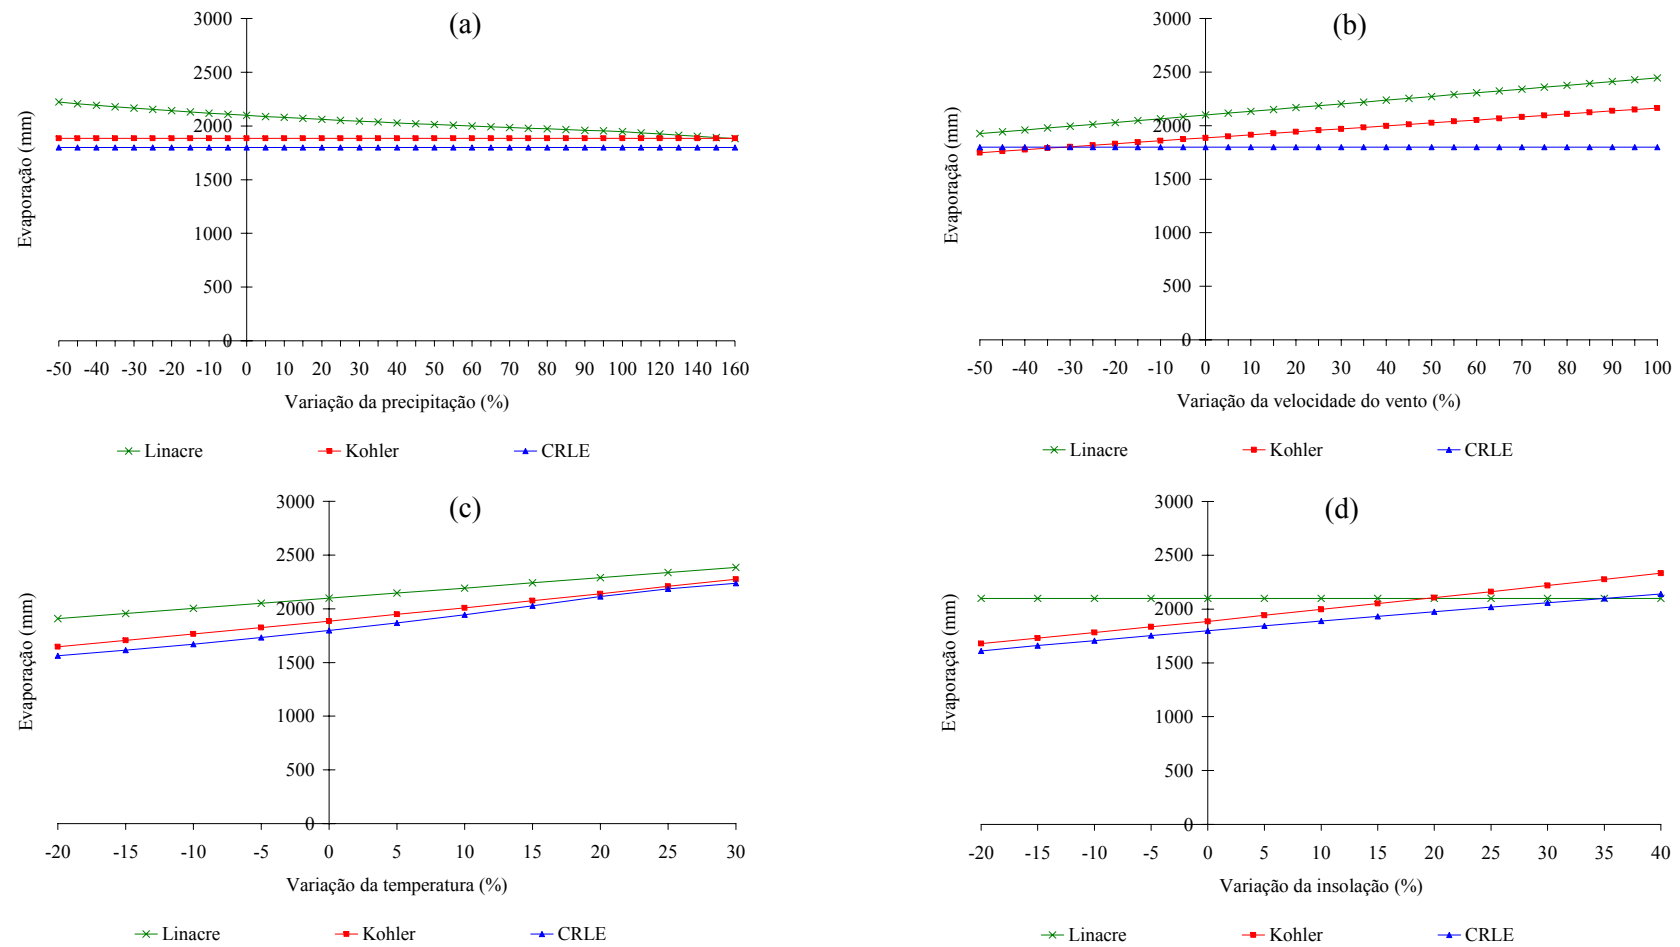 (a)
Evaporação (mm)
3000
2500
2000
1500
1000
500
0
-50 -40 -30 -20 -10 0 10 20 30 40 50 60 70 80 90 100 120 140 160
Variação da precipitação (%)
Linacre Kohler CRLE
(b)
Evaporação (mm)
3000
2500
2000
1500
1000
500
0
-50 -40 -30 -20 -10 0 10 20 30 40 50 60 70 80 90 100
Variação da velocidade do vento (%)
Linacre Kohler CRLE
(c)
Evaporação (mm)
3000
2500
2000
1500
1000
500
0
-20 -15 -10 -5 0 5 10 15 20 25 30
Variação da temperatura (%)
Linacre Kohler CRLE
(d)
Evaporação (mm)
3000
2500
2000
1500
1000
500
0
-20 -15 -10 -5 0 5 10 15 20 25 30 35 40
Variação da insolação (%)
Linacre Kohler CRLE